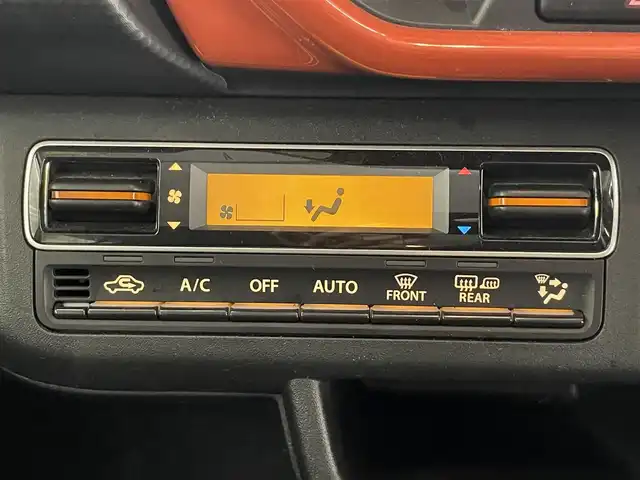 A/C OFF AUTO FRONT REAR